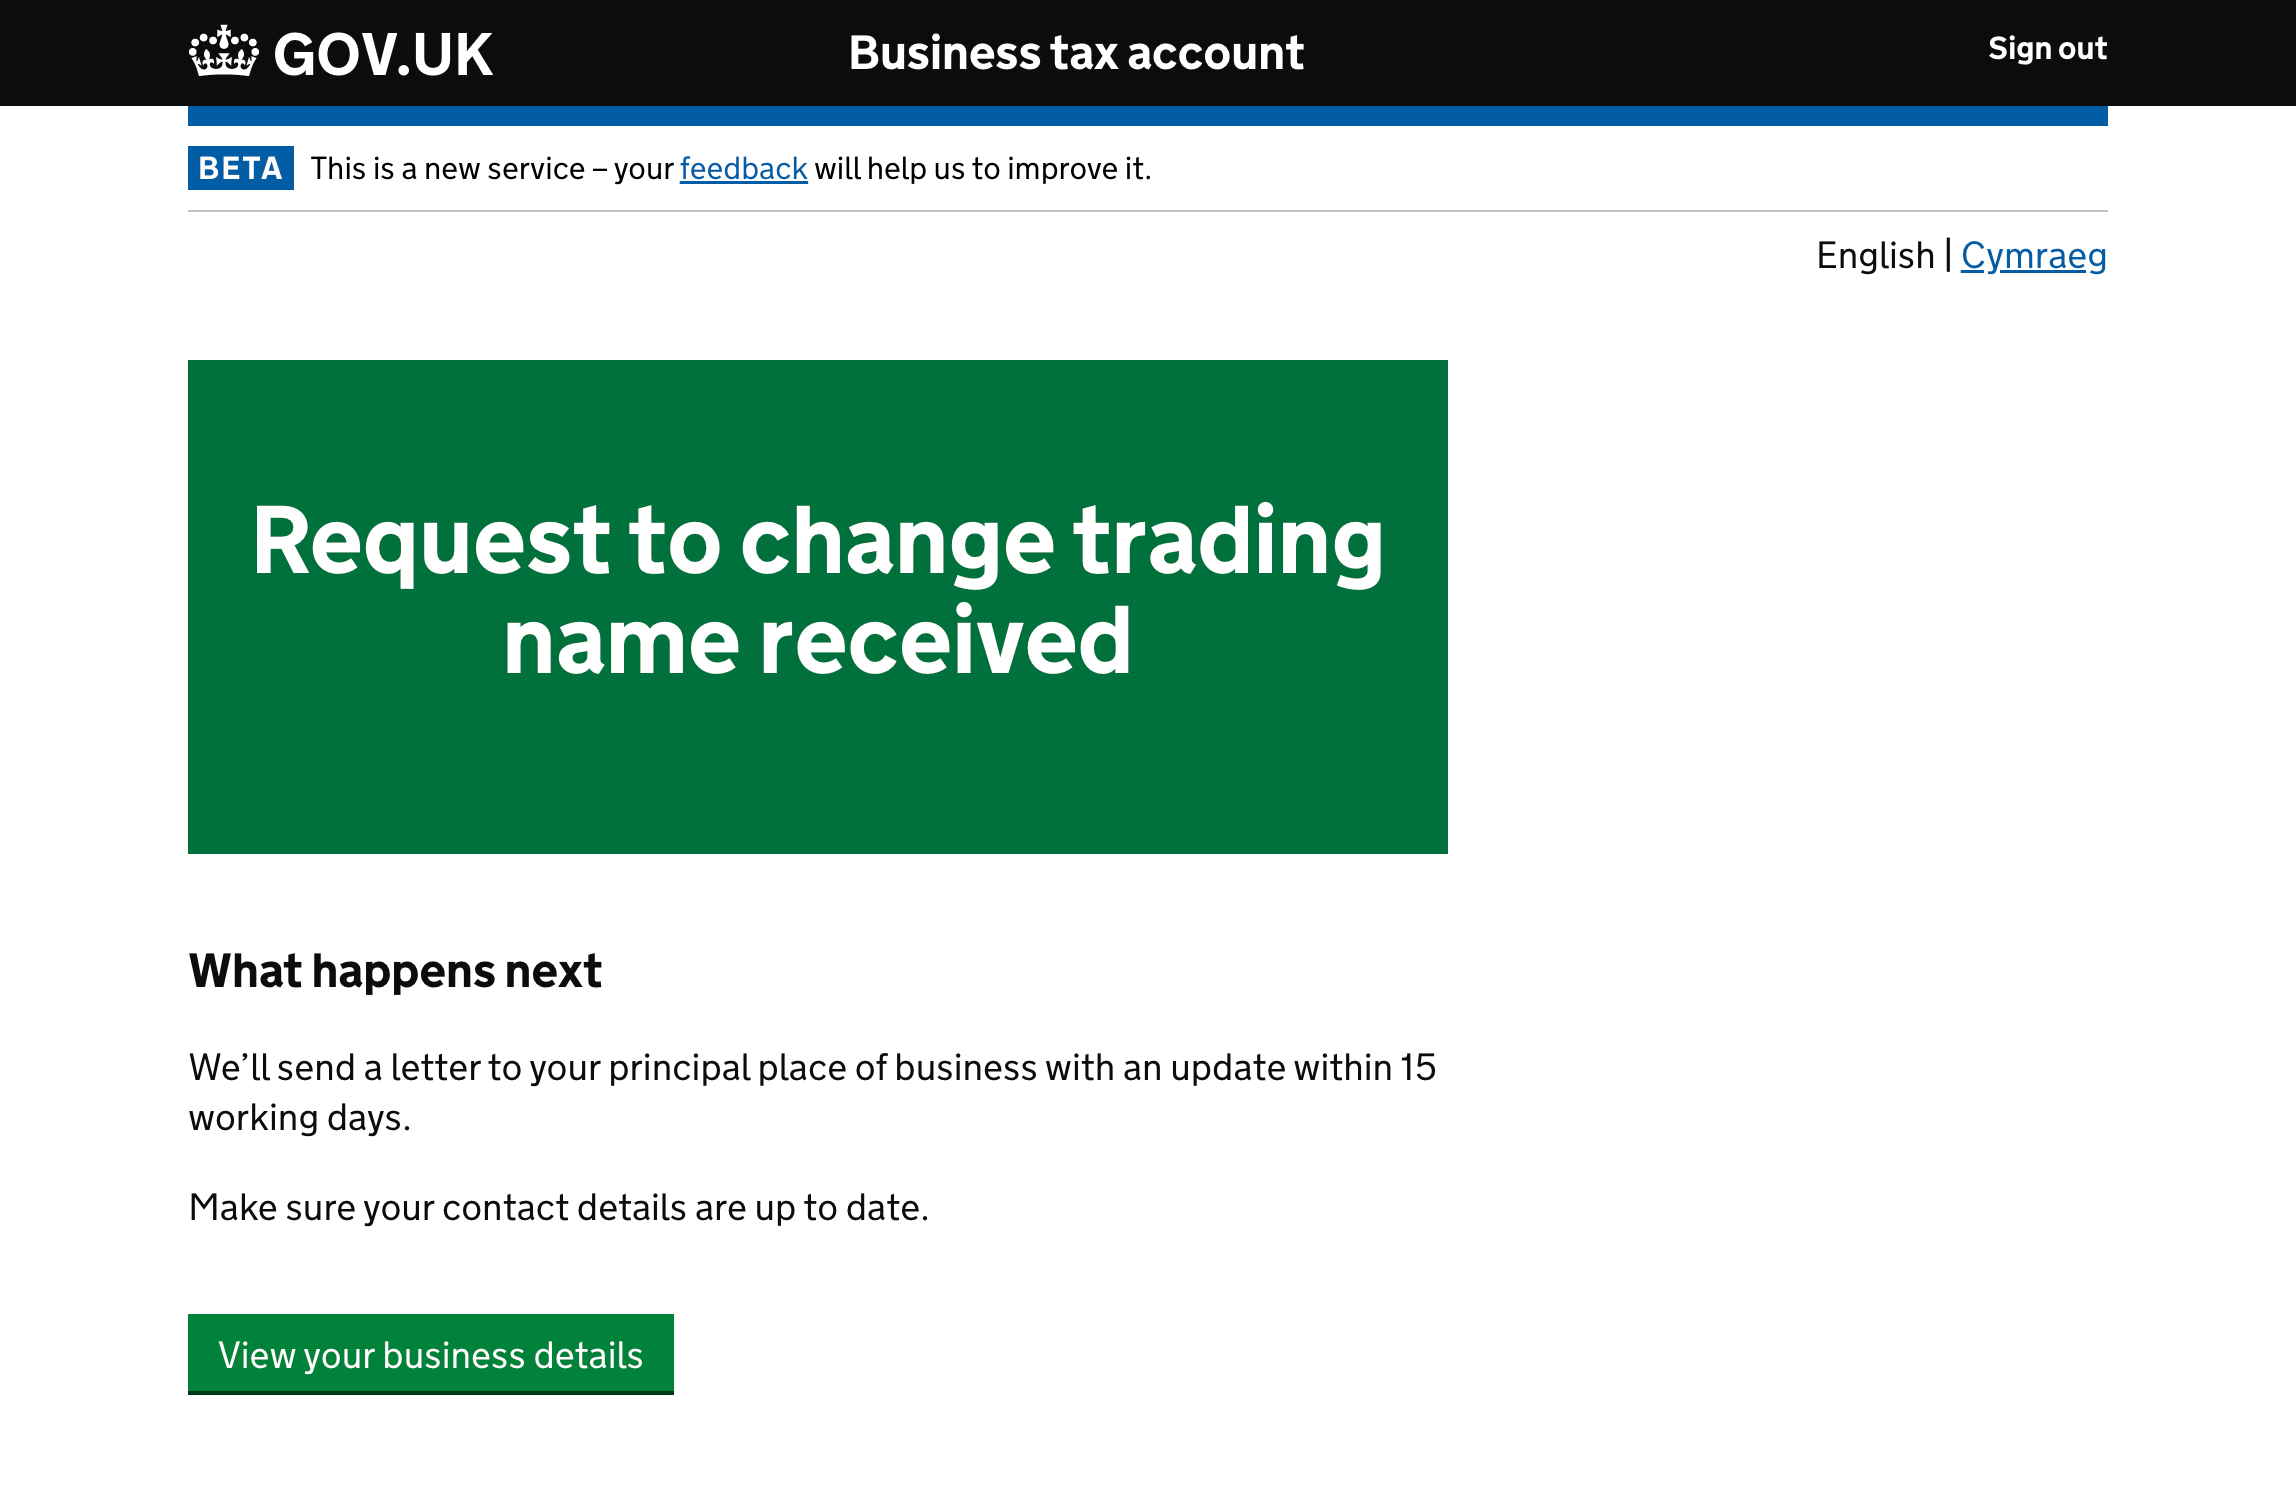 GOV.UK
Business tax account
Sign out
BETA This is a new service – your feedback will help us to improve it.
English | Cymraeg
Request to change trading
name received
What happens next
We’ll send a letter to your principal place of business with an update within 15
working days.
Make sure your contact details are up to date.
View your business details